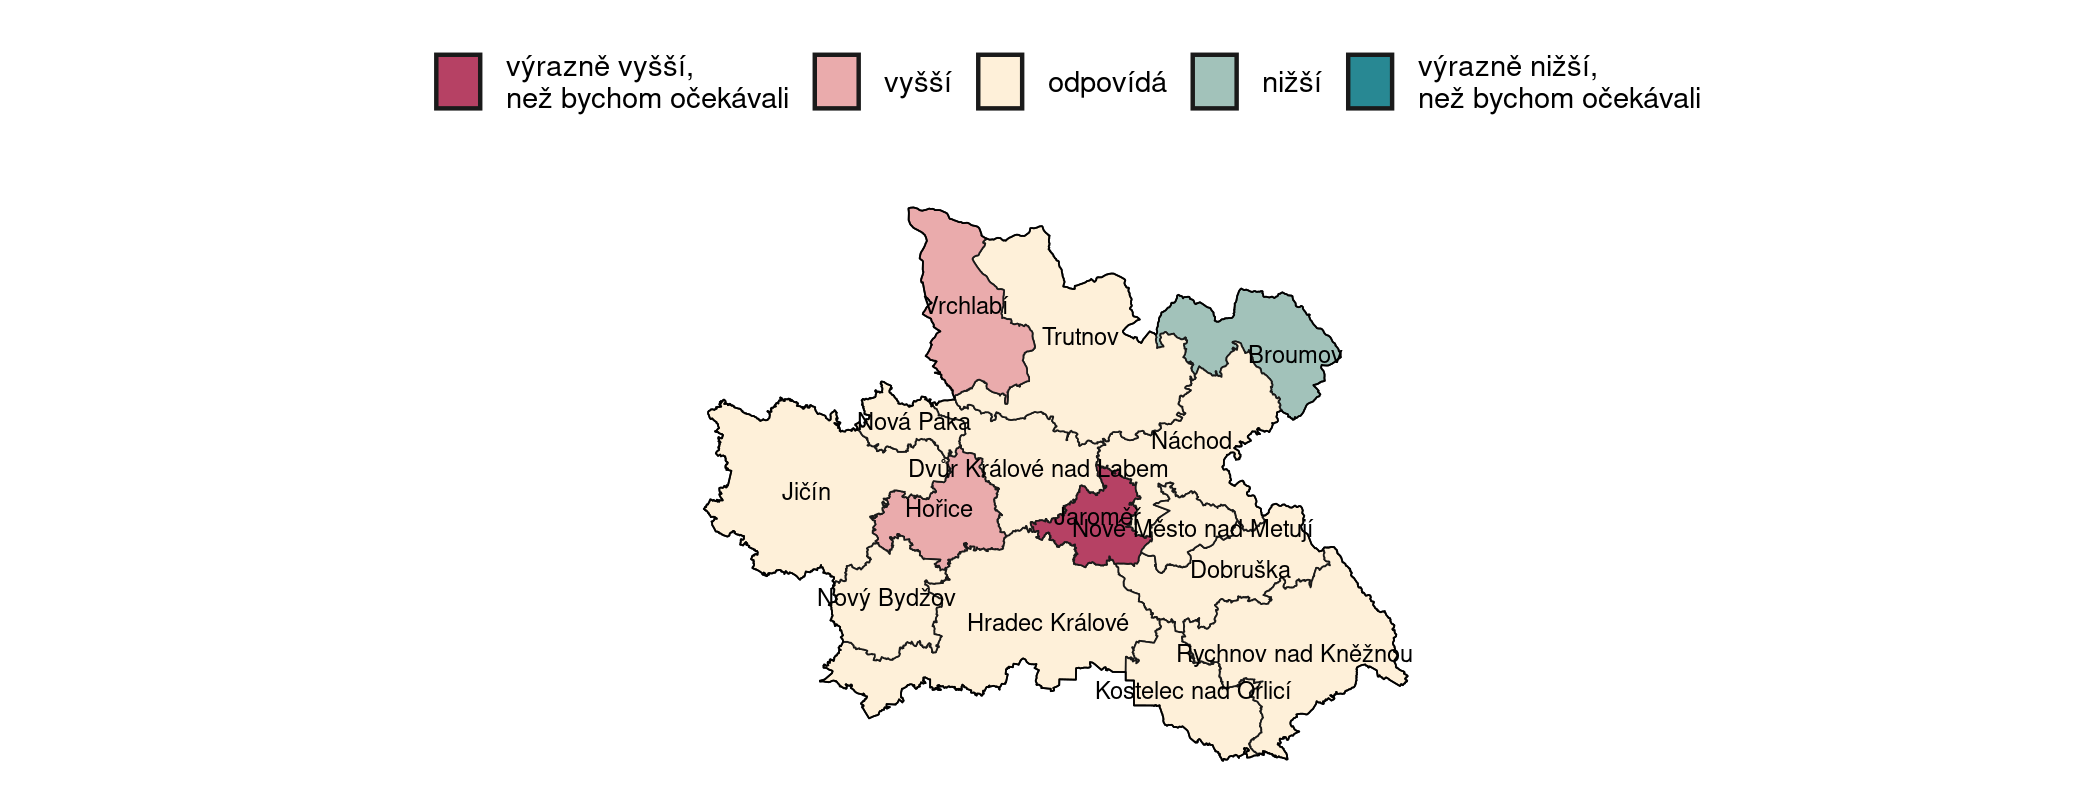 výrazně vyšší,
než bychom očekávali
vyšší
odpovídá
nižší
výrazně nižší,
než bychom očekávali
Vrchlabí
Trutnov
Broumov
Nová Paka
Náchod
Dvůr Králové nad Labem
Jičín
Hořice
Jaroměř
Nové Město nad Metují
Dobruška
Nový Bydžov
Hradec Králové
Rychnov nad Kněžnou
Kostelec nad Orlicí